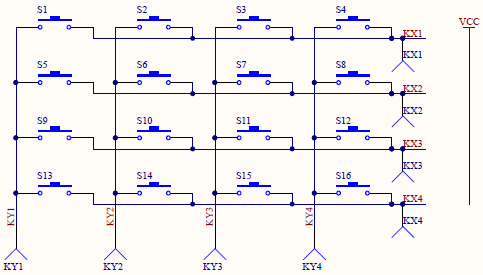 S1 S2 S3 S4
VCC
KX1
KX1
S5 S6 S7 S8
KX2
KX2
S9 S10 S11 S12
KX3
KX3
S13 S14 S15 S16
KX4
KY1 KY2 KY3 KY4
KX4
KY1 KY2 KY3 KY4